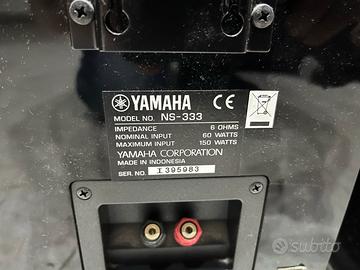 YAMAHA CE
MODEL NO. NS-333
IMPEDANCE 6 OHMS
NOMINAL INPUT 60 WATTS
MAXIMUM INPUT 150 WATTS
YAMAHA CORPORATION
MADE IN INDONESIA
SER. NO. I395983
subito